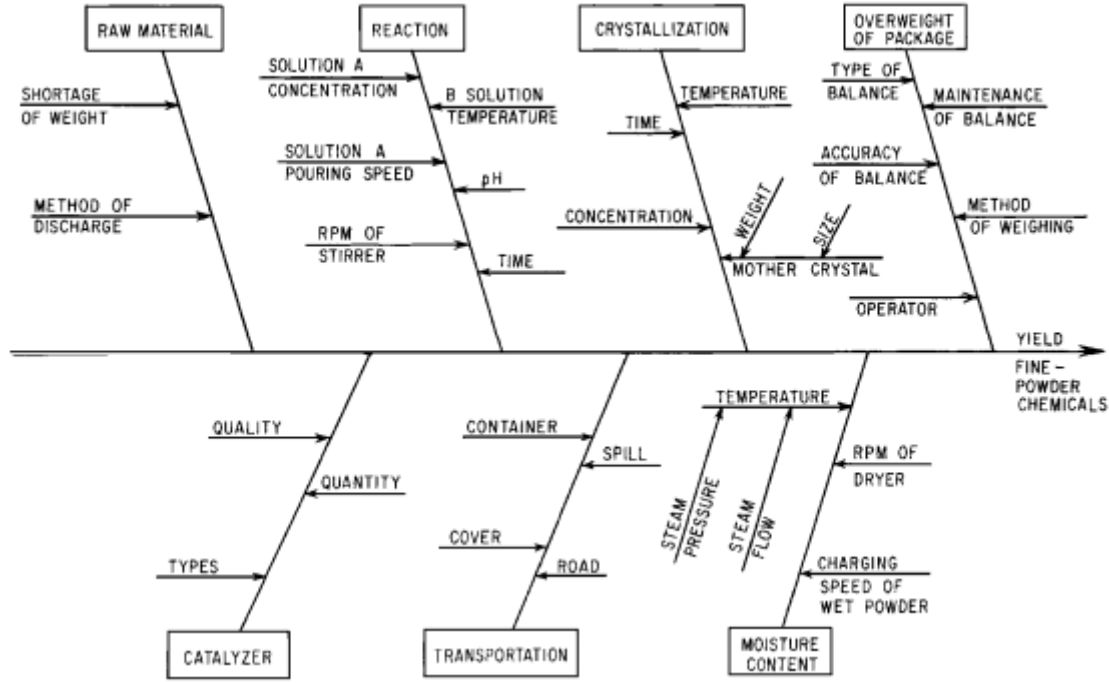 RAW MATERIAL
REACTION
CRYSTALLIZATION
OVERWEIGHT
OF PACKAGE
SHORTAGE
OF WEIGHT
METHOD OF
DISCHARGE
SOLUTION A
CONCENTRATION
B SOLUTION
TEMPERATURE
SOLUTION A
POURING SPEED
pH
RPM OF
STIRRER
TIME
TEMPERATURE
TIME
CONCENTRATION
WEIGHT
SIZE
MOTHER CRYSTAL
TYPE OF
BALANCE
MAINTENANCE
OF BALANCE
ACCURACY
OF BALANCE
METHOD
OF WEIGHING
OPERATOR
YIELD
FINE-
POWDER
CHEMICALS
QUALITY
QUANTITY
TYPES
CATALYZER
CONTAINER
SPILL
COVER
ROAD
TRANSPORTATION
TEMPERATURE
STEAM
PRESSURE
STEAM
FLOW
RPM OF
DRYER
CHARGING
SPEED OF
WET POWDER
MOISTURE
CONTENT